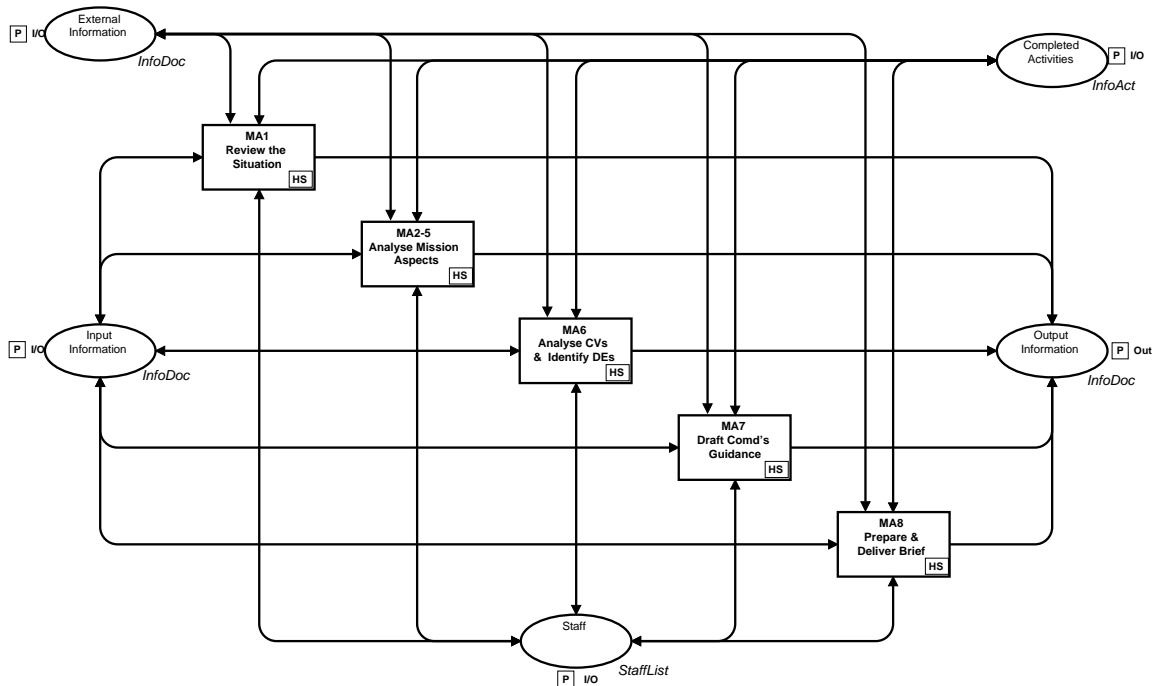 External
Information
P I/O
InfoDoc
Completed
Activities
P I/O
InfoAct
MA1
Review the
Situation
HS
MA2-5
Analyse Mission
Aspects
HS
Input
Information
P I/O
InfoDoc
MA6
Analyse CVs
& Identify DEs
HS
Output
Information
P Out
InfoDoc
MA7
Draft Comd's
Guidance
HS
MA8
Prepare &
Deliver Brief
HS
Staff
StaffList
P I/O